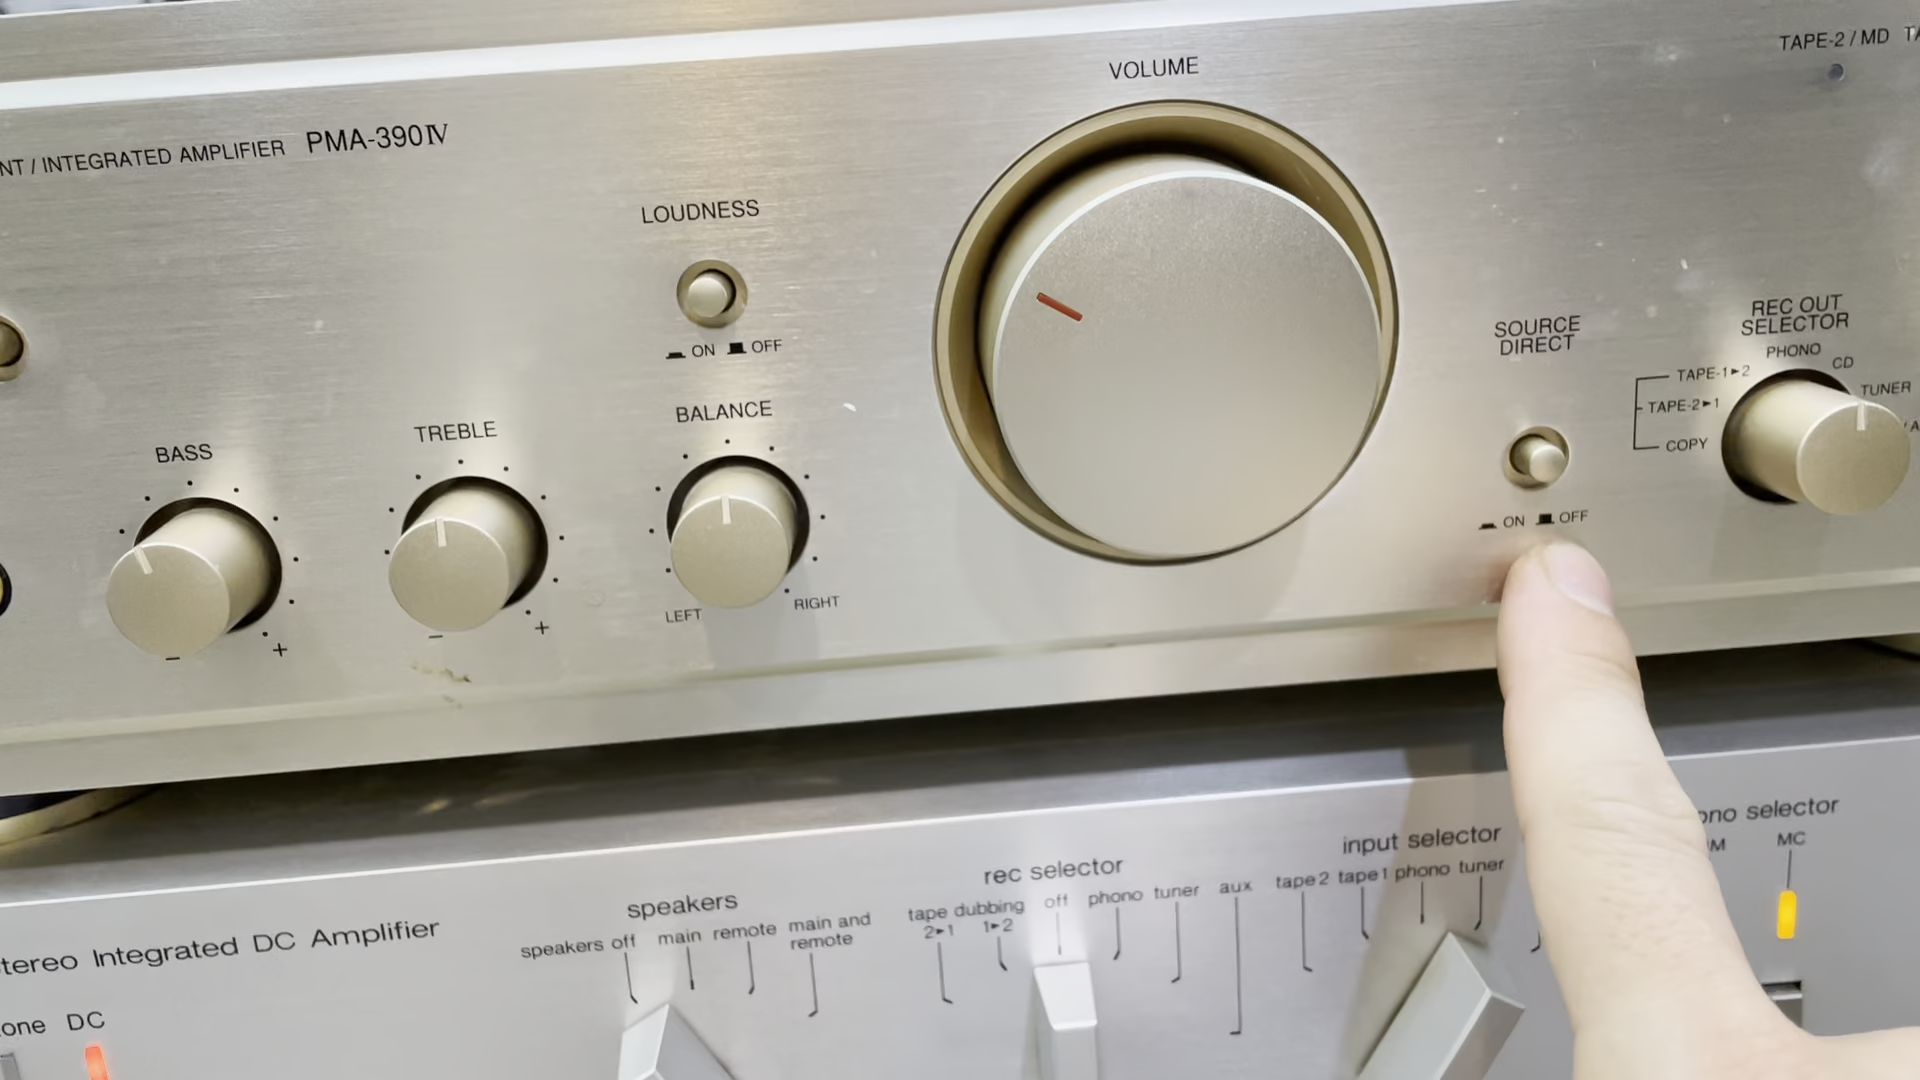 TAPE-2 / MD
VOLUME
NT / INTEGRATED AMPLIFIER PMA-390IV
LOUDNESS
ON OFF
SOURCE
DIRECT
ON OFF
REC OUT
SELECTOR
PHONO
CD
TAPE-1►2
TUNER
TAPE-2►1
COPY
BALANCE
LEFT
RIGHT
TREBLE
− +
BASS
− +
input selector
tape 2 tape 1 phono tuner
ono selector
M MC
rec selector
tape dubbing
2►1 1►2
off phono tuner aux
speakers
speakers off main remote main and
remote
tereo Integrated DC Amplifier
one DC